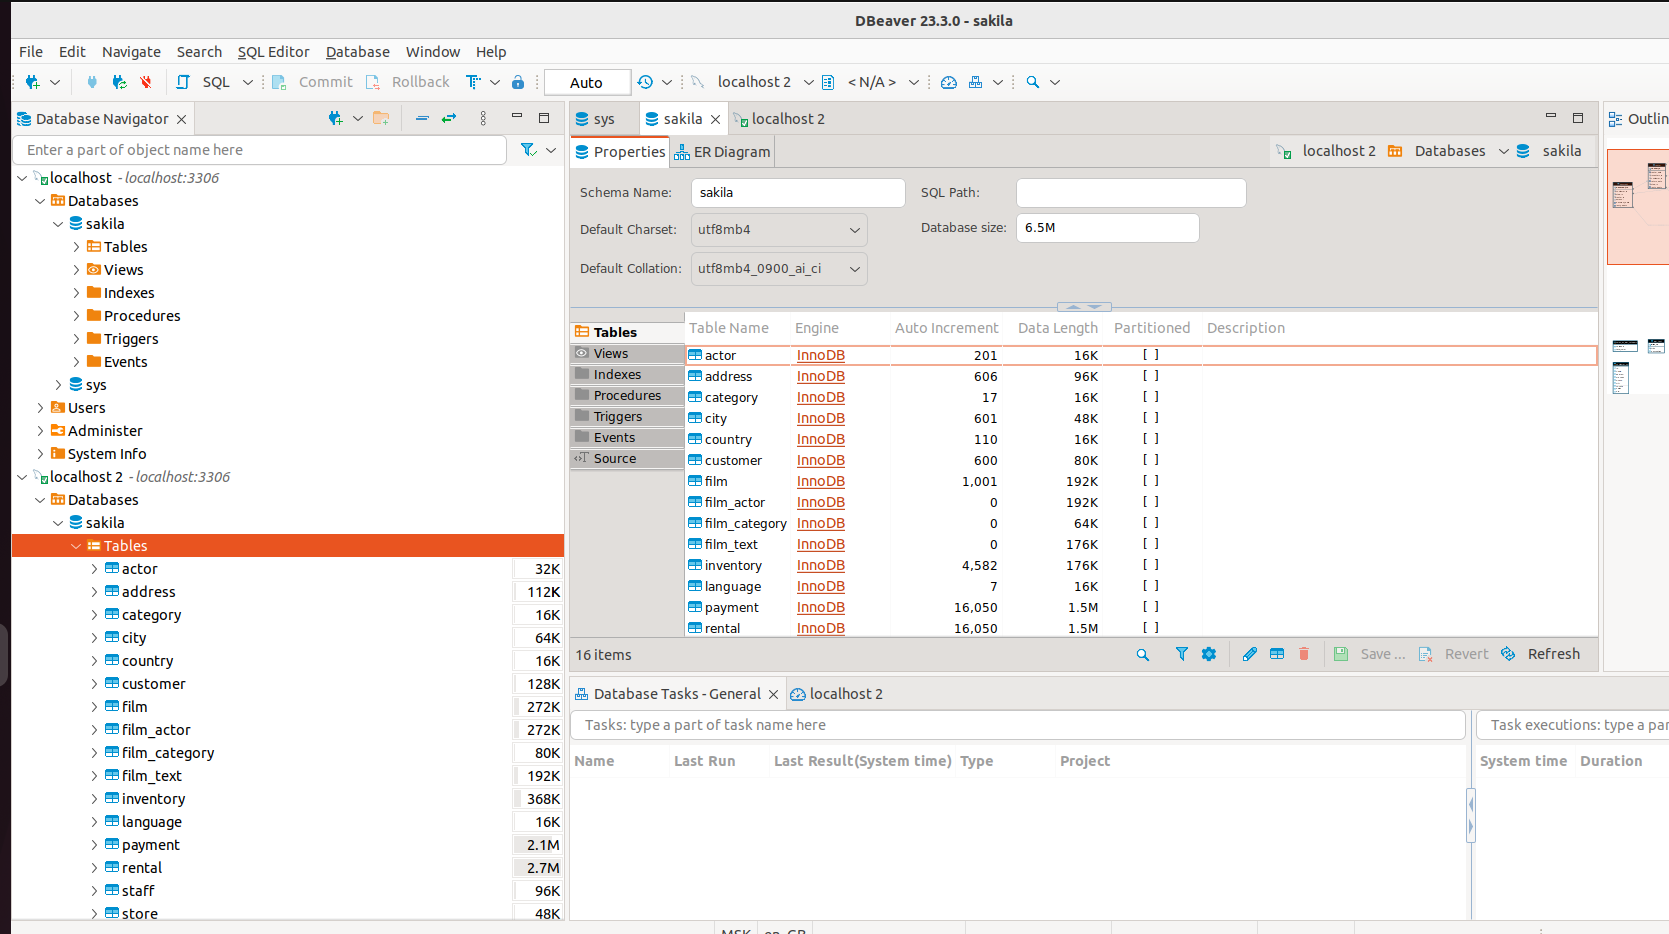 DBeaver 23.3.0 - sakila
File Edit Navigate Search SQL Editor Database Window Help
SQL Commit Rollback Auto localhost 2 < N/A >
Database Navigator
Enter a part of object name here
localhost - localhost:3306
Databases
sakila
Tables
Views
Indexes
Procedures
Triggers
Events
sys
Users
Administer
System Info
localhost 2 - localhost:3306
Databases
sakila
Tables
actor 32K
address 112K
category 16K
city 64K
country 16K
customer 128K
film 272K
film_actor 272K
film_category 80K
film_text 192K
inventory 368K
language 16K
payment 2.1M
rental 2.7M
staff 96K
store 48K
sys sakila localhost 2
Properties ER Diagram localhost 2 Databases sakila
Schema Name: sakila SQL Path:
Default Charset: utf8mb4 Database size: 6.5M
Default Collation: utf8mb4_0900_ai_ci
Tables
Views
Indexes
Procedures
Triggers
Events
Source
Table Name Engine Auto Increment Data Length Partitioned Description
actor InnoDB 201 16K [ ]
address InnoDB 606 96K [ ]
category InnoDB 17 16K [ ]
city InnoDB 601 48K [ ]
country InnoDB 110 16K [ ]
customer InnoDB 600 80K [ ]
film InnoDB 1,001 192K [ ]
film_actor InnoDB 0 192K [ ]
film_category InnoDB 0 64K [ ]
film_text InnoDB 0 176K [ ]
inventory InnoDB 4,582 176K [ ]
language InnoDB 7 16K [ ]
payment InnoDB 16,050 1.5M [ ]
rental InnoDB 16,050 1.5M [ ]
16 items Save ... Revert Refresh
Outlin
Database Tasks - General localhost 2
Tasks: type a part of task name here
Name Last Run Last Result(System time) Type Project
Task executions: type a par
System time Duration
MSK en_GB